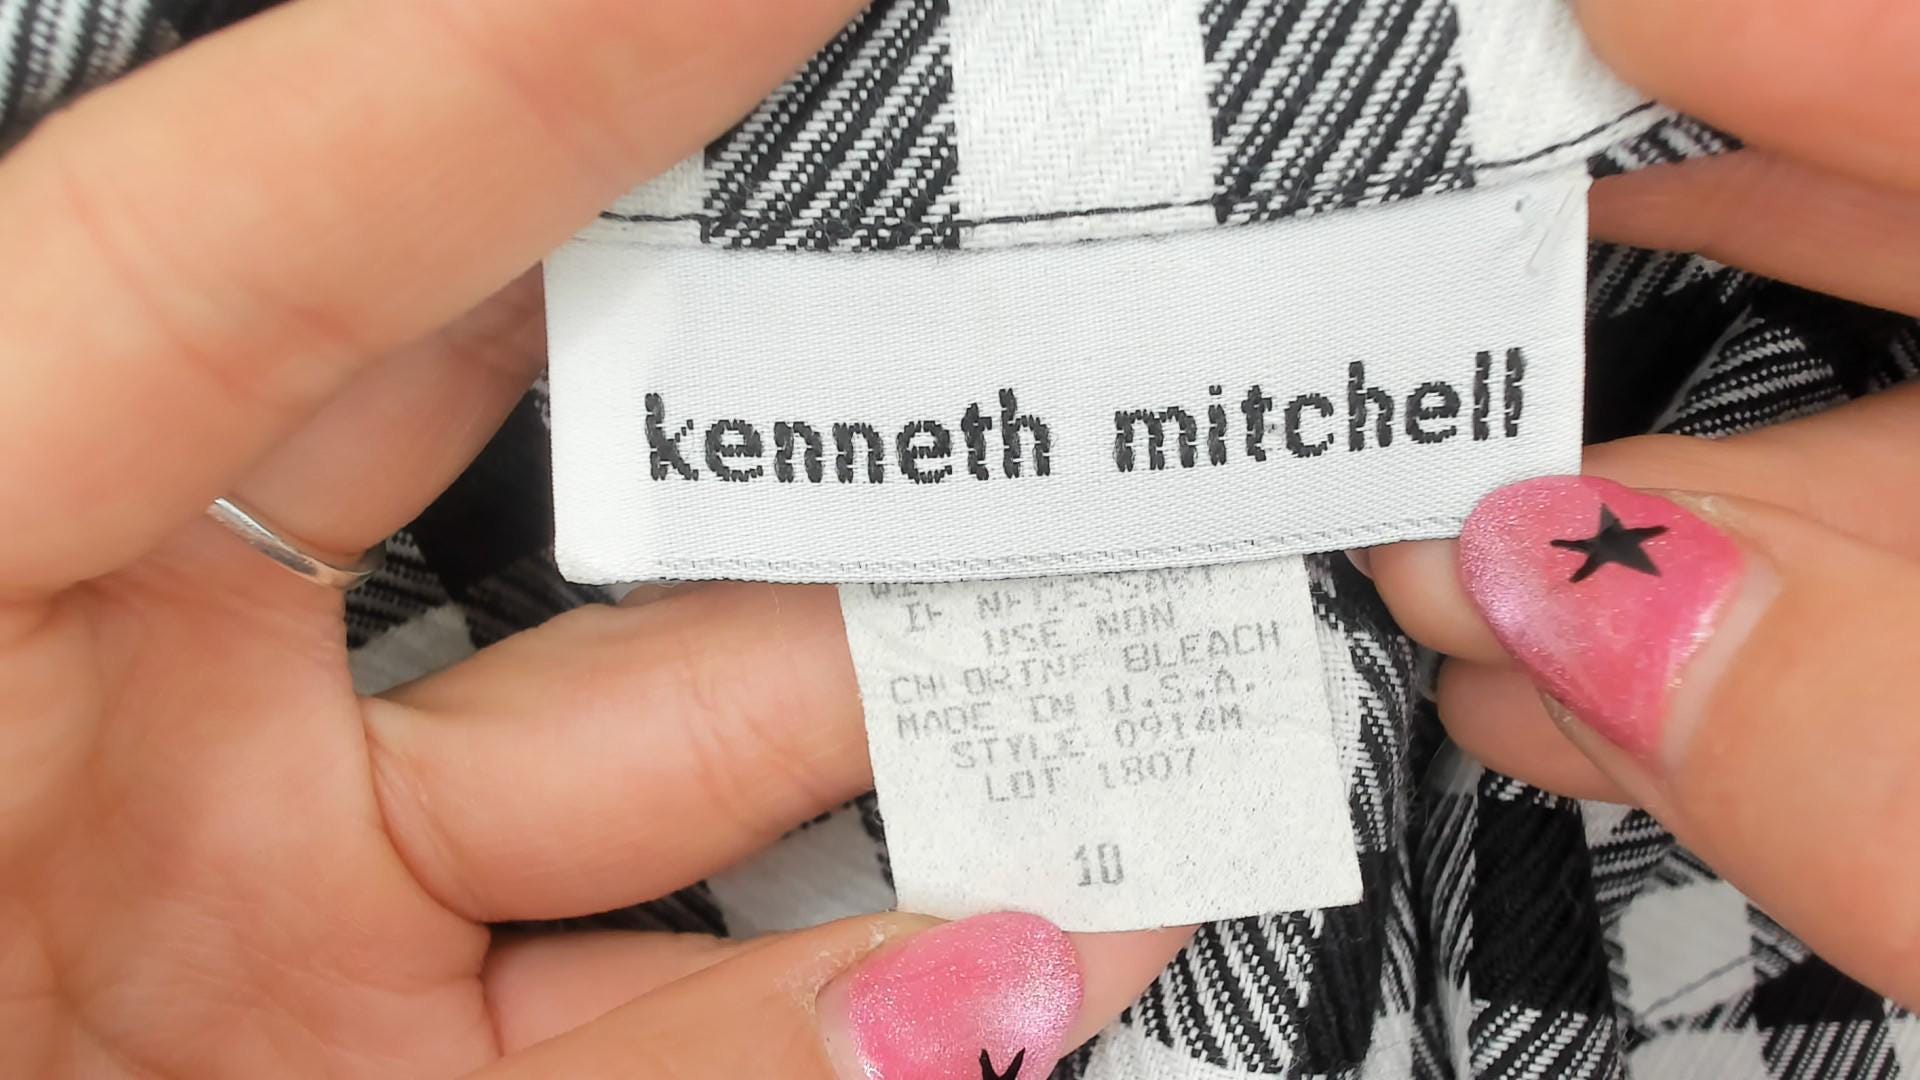 kenneth mitchell
IF NECESSARY
USE NON
CHLORINE BLEACH
MADE IN U.S.A.
STYLE 0914M
LOT 1807
10